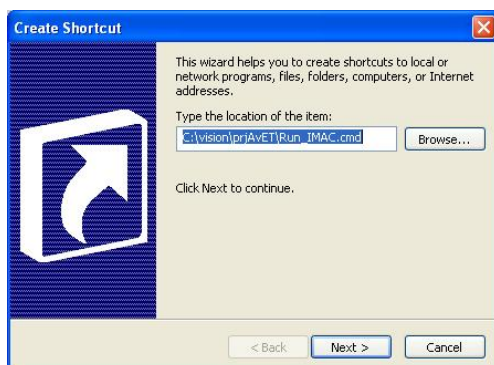 Create Shortcut
This wizard helps you to create shortcuts to local or
network programs, files, folders, computers, or Internet
addresses.
Type the location of the item:
C:\vision\prjAvET\Run_IMAC.cmd
Browse...
Click Next to continue.
< Back
Next >
Cancel